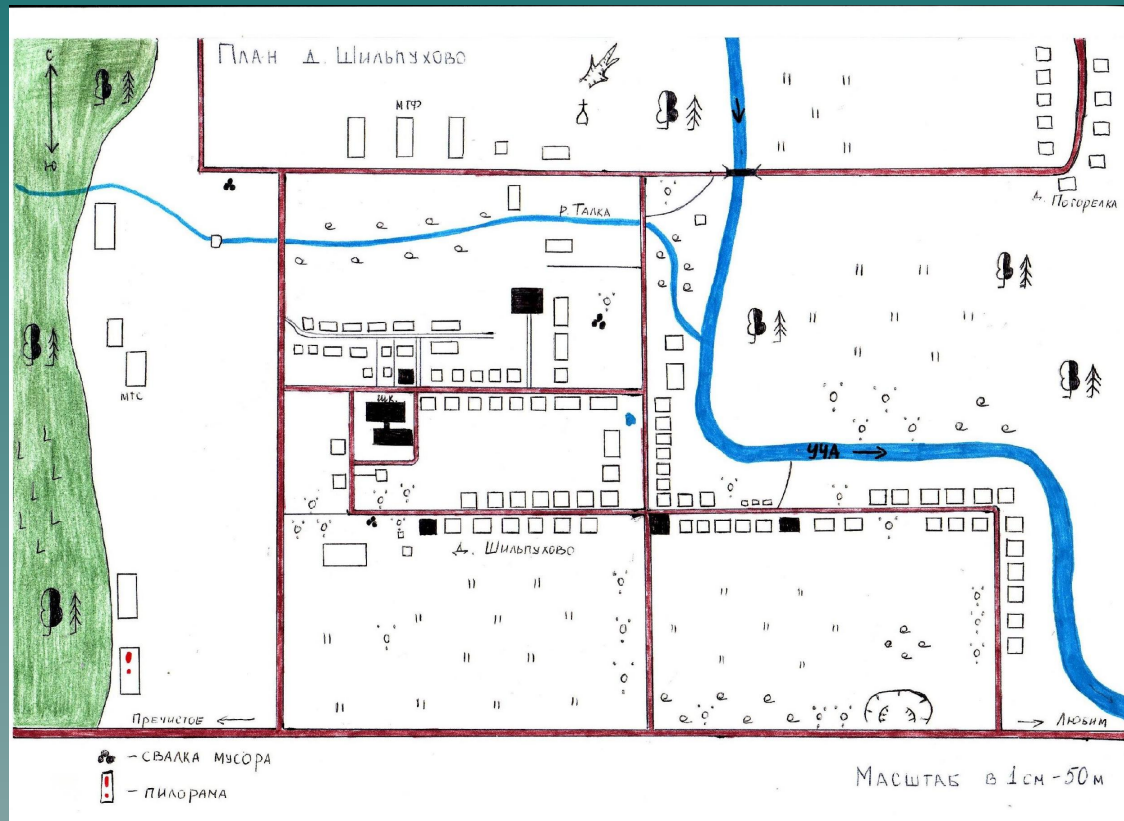 План д. Шильпухово
С
Ю
МТФ
р. Талка
д. Погорелка
МТС
шк.
УЧА
д. Шильпухово
Пречистое
Любим
- свалка мусора
- пилорама
Масштаб в 1 см - 50 м